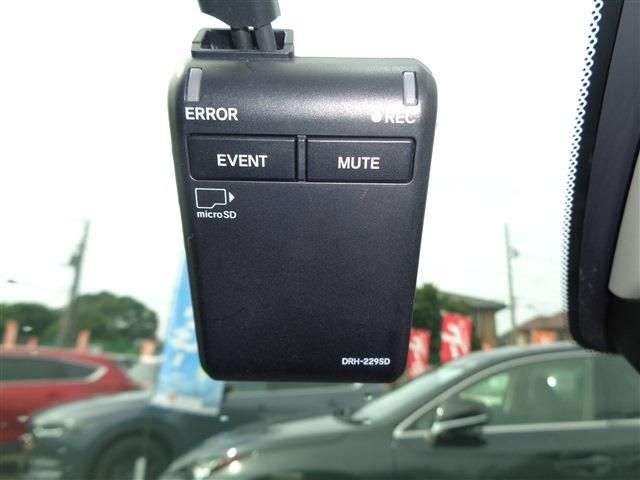 ERROR
REC
EVENT
MUTE
microSD
DRH-229SD